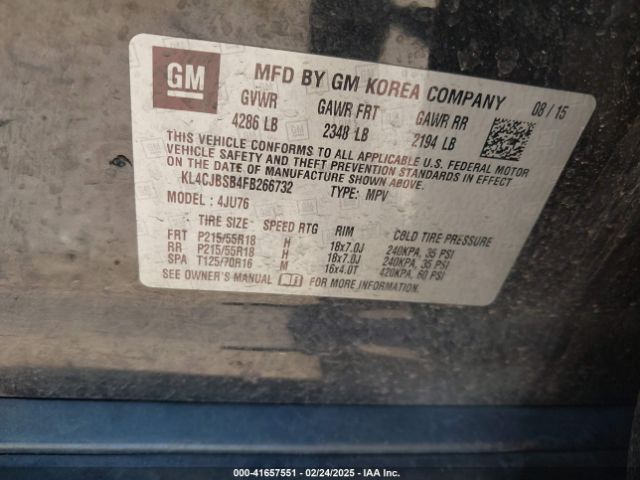 GM
MFD BY GM KOREA COMPANY 08 / 15
GVWR GAWR FRT GAWR RR
4286 LB 2348 LB 2194 LB
THIS VEHICLE CONFORMS TO ALL APPLICABLE U.S. FEDERAL MOTOR
VEHICLE SAFETY AND THEFT PREVENTION STANDARDS IN EFFECT ON
THE DATE OF MANUFACTURE SHOWN ABOVE.
KL4CJBSB4FB266732 TYPE: MPV
MODEL: 4JU76
TIRE SIZE SPEED RTG RIM COLD TIRE PRESSURE
FRT P215/55R18 H 18x7.0J 240KPA, 35 PSI
RR P215/55R18 H 18x7.0J 240KPA, 35 PSI
SPA T125/70R16 M 16x4.0T 420KPA, 60 PSI
SEE OWNER'S MANUAL FOR MORE INFORMATION.
000-41657551 - 02/24/2025 - IAA Inc.